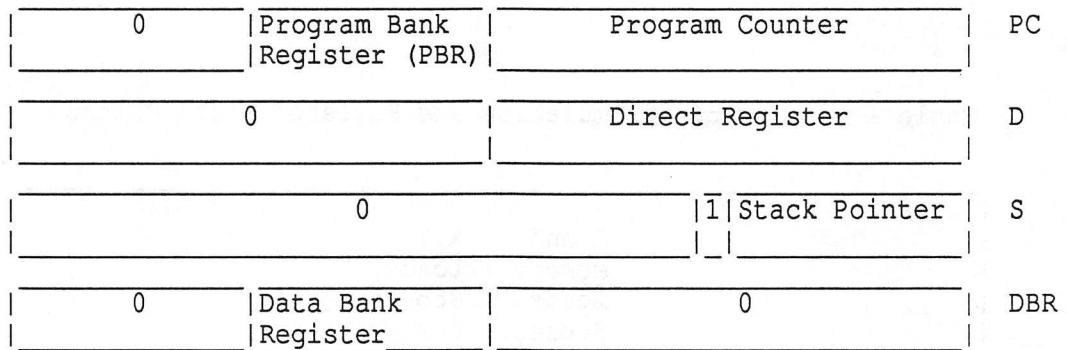 0 Program Bank Program Counter PC
Register (PBR)
0 Direct Register D
0 1 Stack Pointer S
0 Data Bank 0 DBR
Register